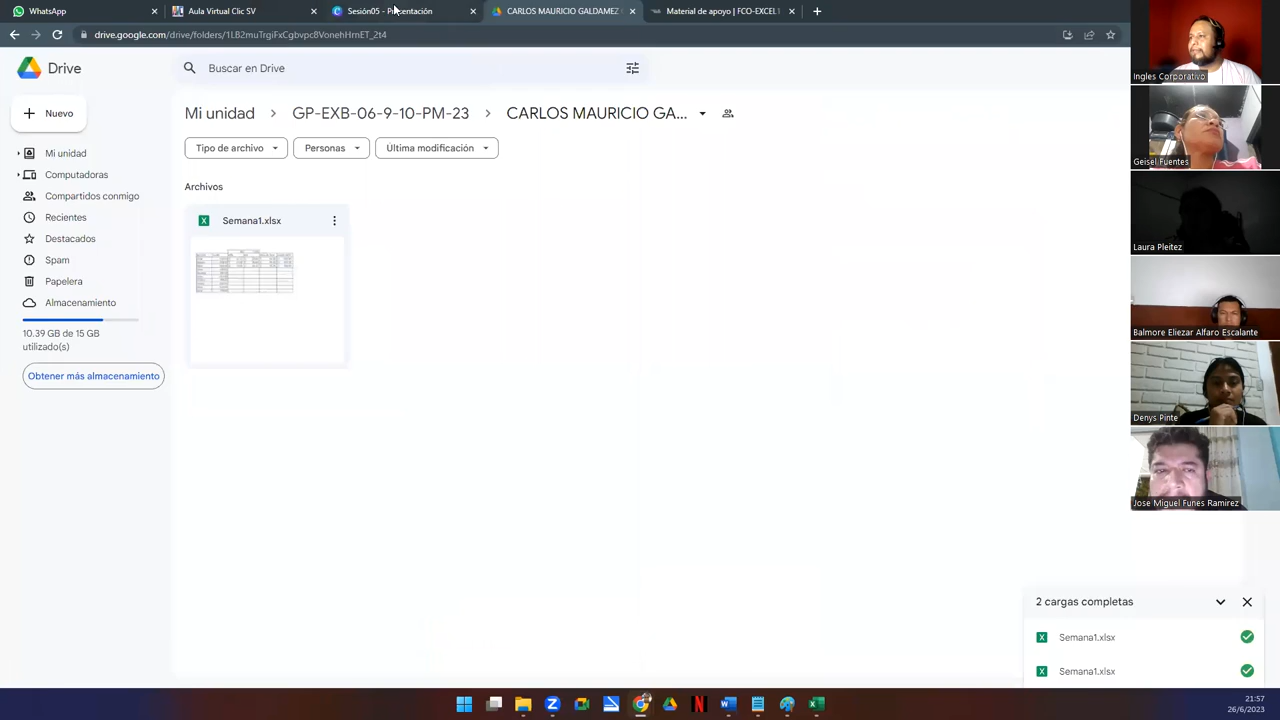 WhatsApp
Aula Virtual Clic SV
Sesión05 - Presentación
CARLOS MAURICIO GALDAMEZ
Material de apoyo | FCO-EXCEL
drive.google.com/drive/folders/1LB2muTrgiFxCgbvpc8VonehHrnET_2t4
Drive
Buscar en Drive
Nuevo
Mi unidad
GP-EXB-06-9-10-PM-23
CARLOS MAURICIO GA...
Tipo de archivo
Personas
Última modificación
Mi unidad
Computadoras
Compartidos conmigo
Recientes
Destacados
Spam
Papelera
Almacenamiento
10.39 GB de 15 GB
utilizado(s)
Obtener más almacenamiento
Archivos
Semana1.xlsx
Ingles Corporativo
Geisel Fuentes
Laura Pleitez
Balmore Eliezar Alfaro Escalante
Denys Pinte
Jose Miguel Funes Ramirez
2 cargas completas
Semana1.xlsx
Semana1.xlsx
21:57
26/6/2023